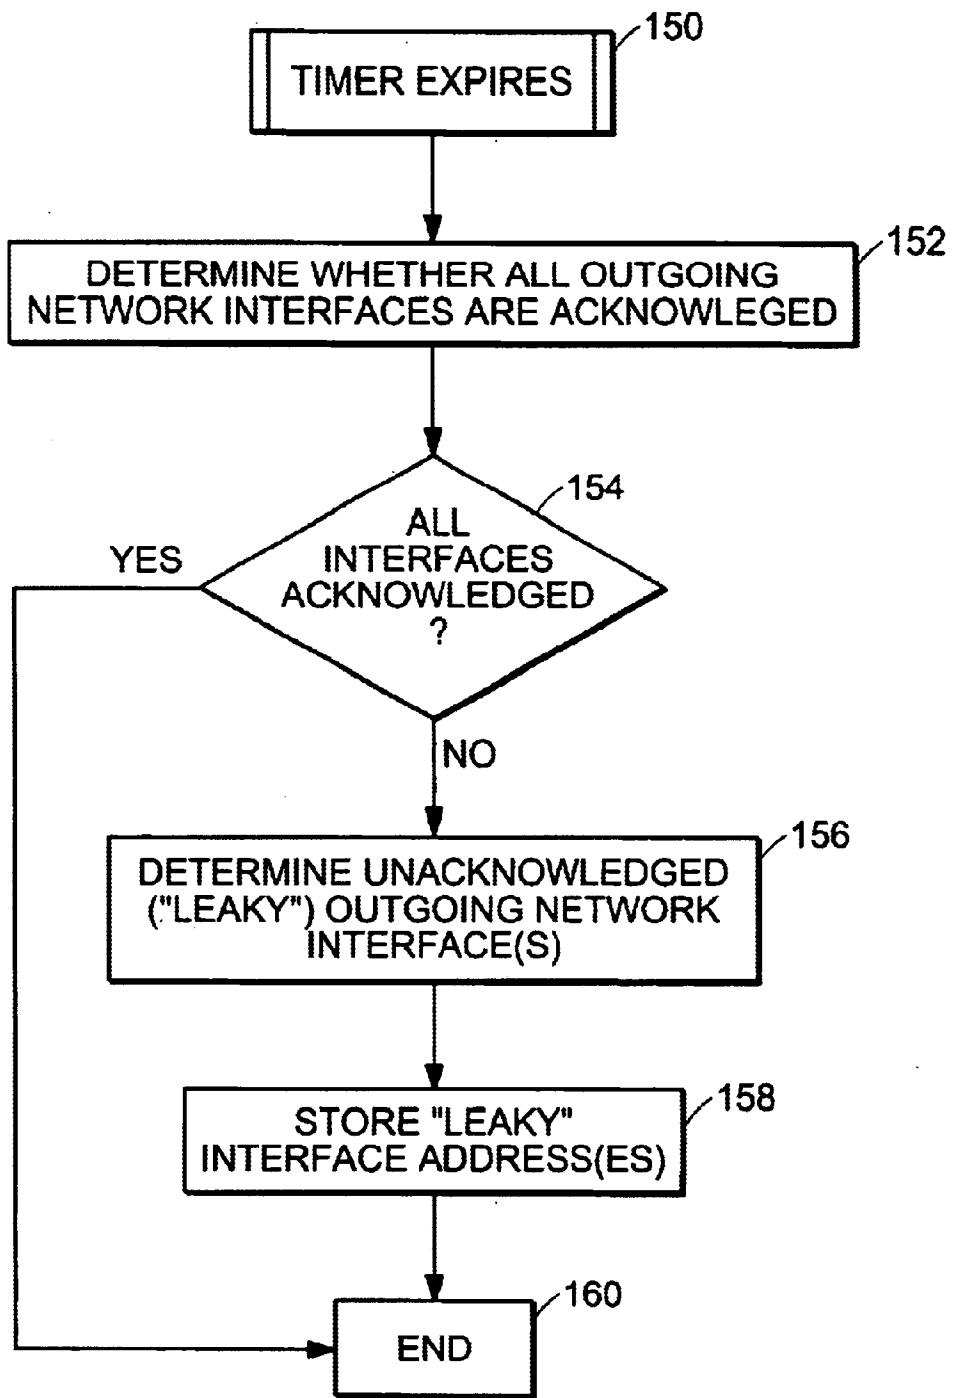 150
TIMER EXPIRES
152
DETERMINE WHETHER ALL OUTGOING
NETWORK INTERFACES ARE ACKNOWLEGED
154
ALL
INTERFACES
ACKNOWLEDGED
?
YES
NO
156
DETERMINE UNACKNOWLEDGED
("LEAKY") OUTGOING NETWORK
INTERFACE(S)
158
STORE "LEAKY"
INTERFACE ADDRESS(ES)
160
END